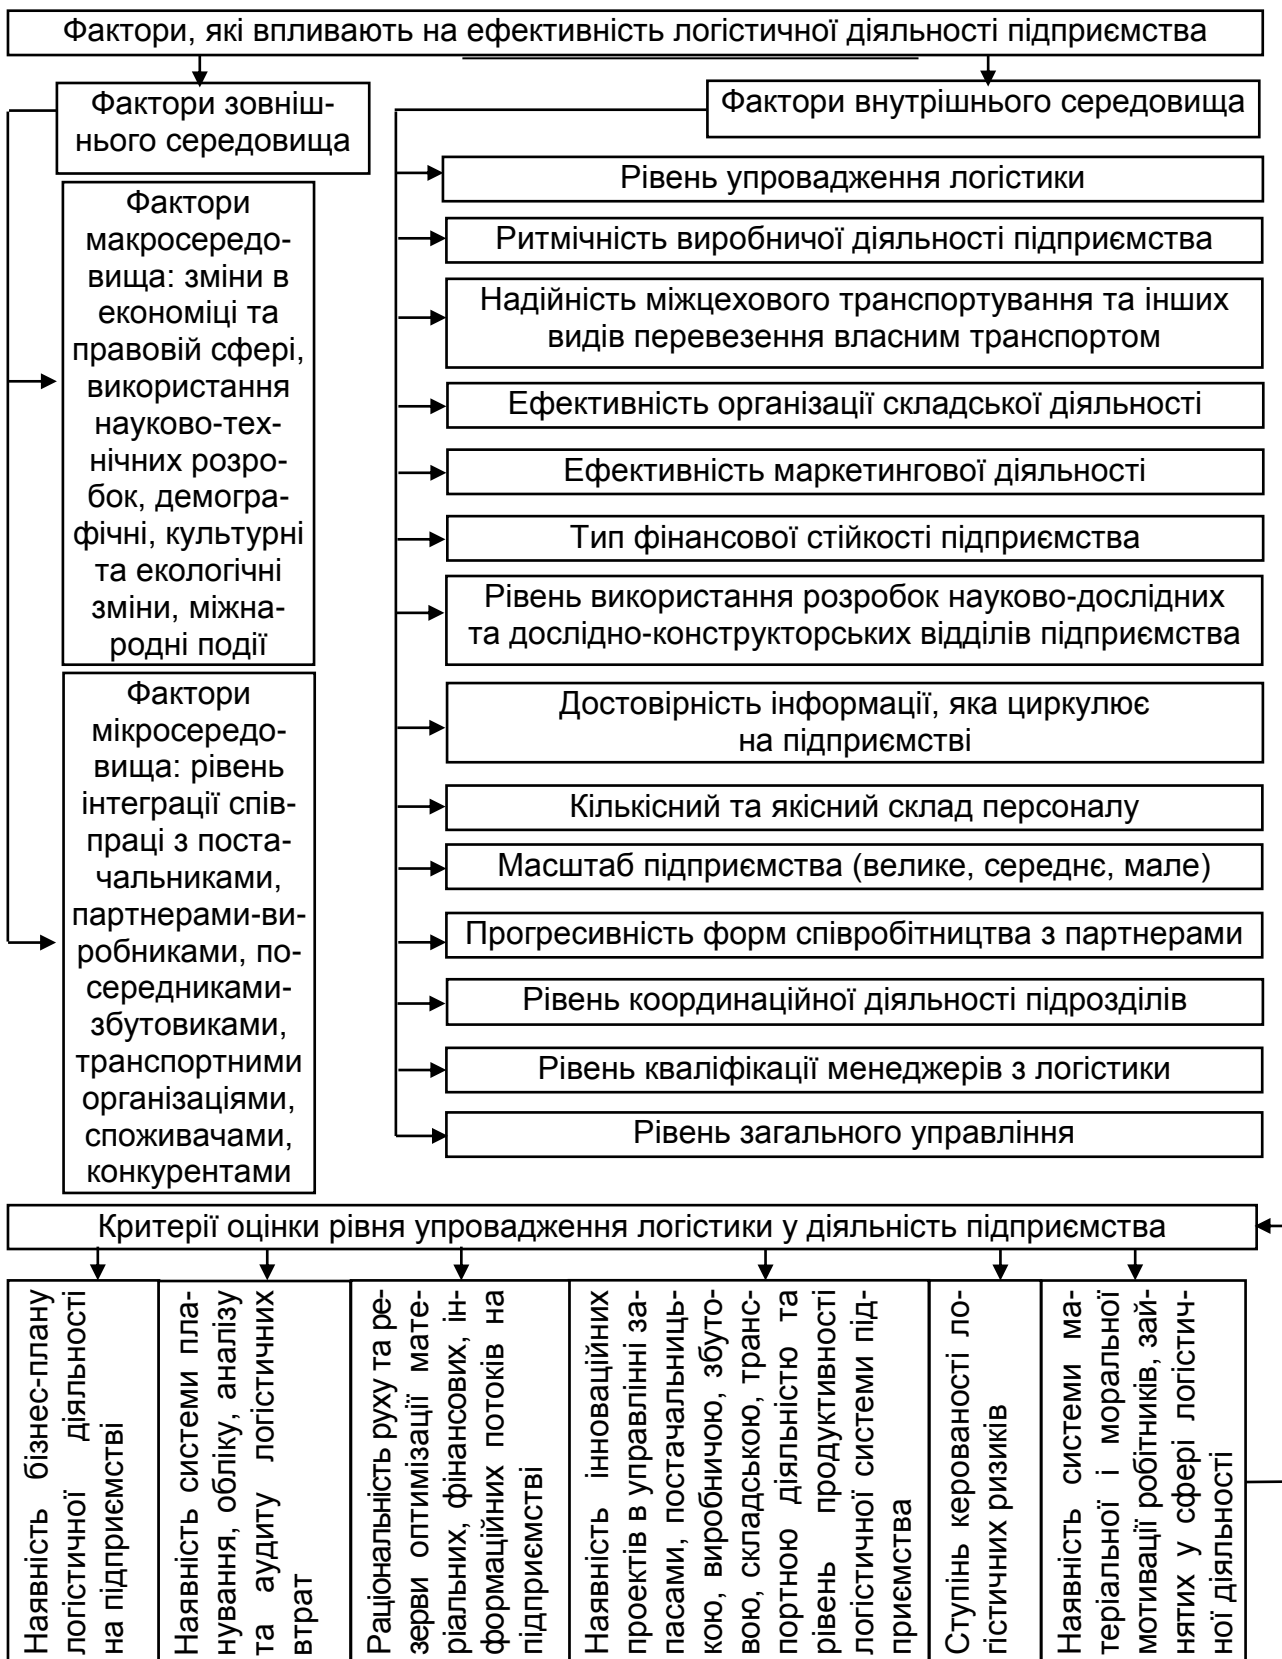 Фактори, які впливають на ефективність логістичної діяльності підприємства
Фактори зовніш-
нього середовища
Фактори
макросередо-
вища: зміни в
економіці та
правовій сфері,
використання
науково-тех-
нічних розро-
бок, демогра-
фічні, культурні
та екологічні
зміни, міжна-
родні події
Фактори
мікросередо-
вища: рівень
інтеграції спів-
праці з поста-
чальниками,
партнерами-ви-
робниками, по-
середниками-
збутовиками,
транспортними
організаціями,
споживачами,
конкурентами
Фактори внутрішнього середовища
Рівень упровадження логістики
Ритмічність виробничої діяльності підприємства
Надійність міжцехового транспортування та інших
видів перевезення власним транспортом
Ефективність організації складської діяльності
Ефективність маркетингової діяльності
Тип фінансової стійкості підприємства
Рівень використання розробок науково-дослідних
та дослідно-конструкторських відділів підприємства
Достовірність інформації, яка циркулює
на підприємстві
Кількісний та якісний склад персоналу
Масштаб підприємства (велике, середнє, мале)
Прогресивність форм співробітництва з партнерами
Рівень координаційної діяльності підрозділів
Рівень кваліфікації менеджерів з логістики
Рівень загального управління
Критерії оцінки рівня упровадження логістики у діяльність підприємства
Наявність бізнес-плану
логістичної діяльності
на підприємстві
Наявність системи пла-
нування, обліку, аналізу
та аудиту логістичних
втрат
Раціональність руху та ре-
зерви оптимізації мате-
ріальних, фінансових, ін-
формаційних потоків на
підприємстві
Наявність інноваційних
проектів в управлінні за-
пасами, постачальниць-
кою, виробничою, збуто-
вою, складською, транс-
портною діяльністю та
рівень продуктивності
логістичної системи під-
приємства
Ступінь керованості ло-
гістичних ризиків
Наявність системи ма-
теріальної і моральної
мотивації робітників, зай-
нятих у сфері логістич-
ної діяльності